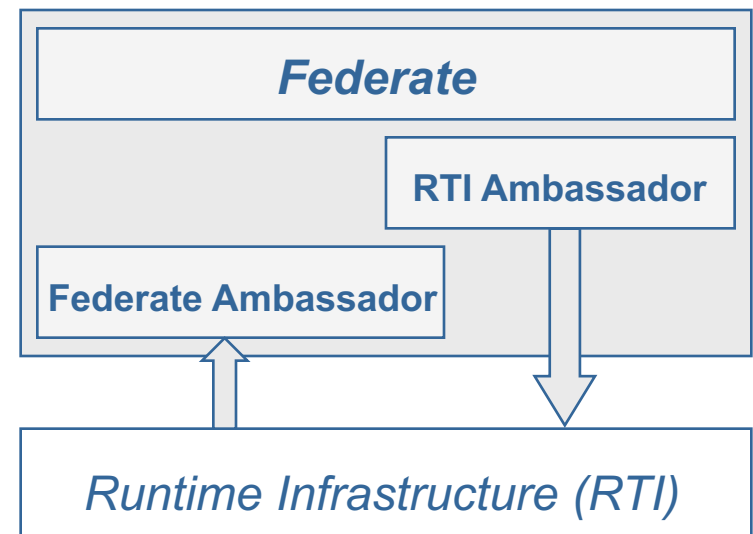 Federate
RTI Ambassador
Federate Ambassador
Runtime Infrastructure (RTI)